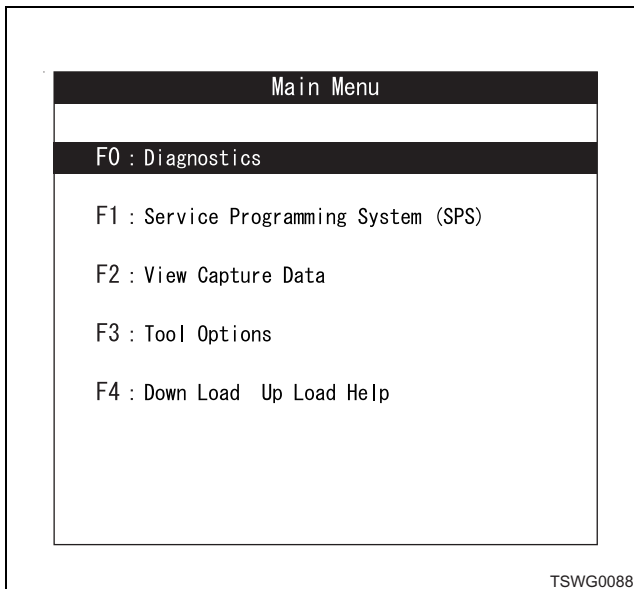 Main Menu
F0 : Diagnostics
F1 : Service Programming System (SPS)
F2 : View Capture Data
F3 : Tool Options
F4 : Down Load Up Load Help
TSWG0088